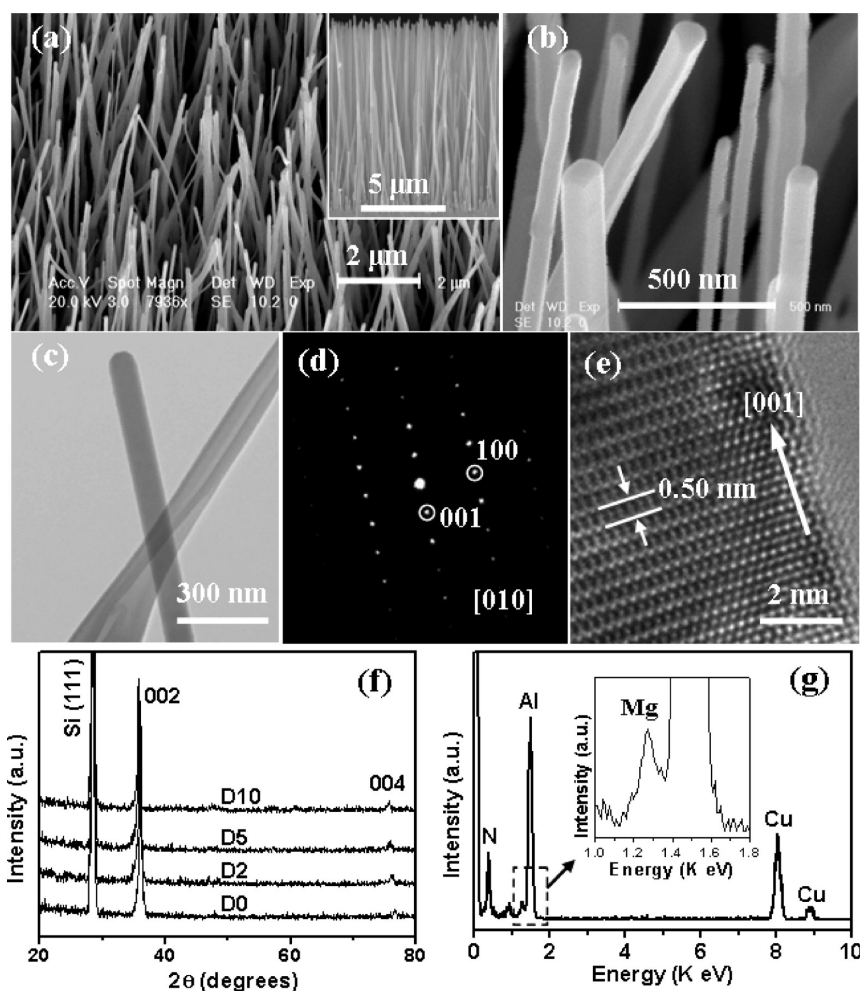 (a)
5 μm
2 μm
Acc.V Spot Magn Det WD Exp
20.0 kV 3.0 7936x SE 10.2 0 2 μm
(b)
500 nm
Det WD Exp
SE 10.2 0 500 nm
(c)
300 nm
(d)
100
001
[010]
(e)
[001]
0.50 nm
2 nm
(f)
Si (111)
002
004
D10
D5
D2
D0
Intensity (a.u.)
20 40 60 80
2θ (degrees)
(g)
Al
N
Cu
Cu
Mg
Intensity (a.u.)
1.0 1.2 1.4 1.6 1.8
Energy (K eV)
Intensity (a.u.)
0 2 4 6 8 10
Energy (K eV)